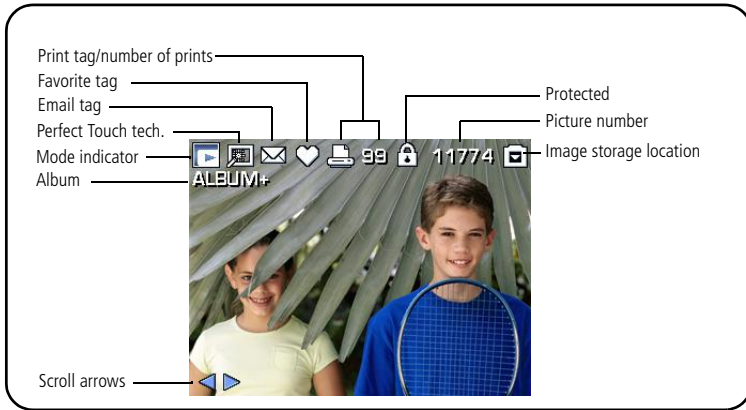 Print tag/number of prints
Favorite tag
Email tag
Perfect Touch tech.
Mode indicator
Album
Protected
Picture number
Image storage location
99 11774
ALBUM+
Scroll arrows